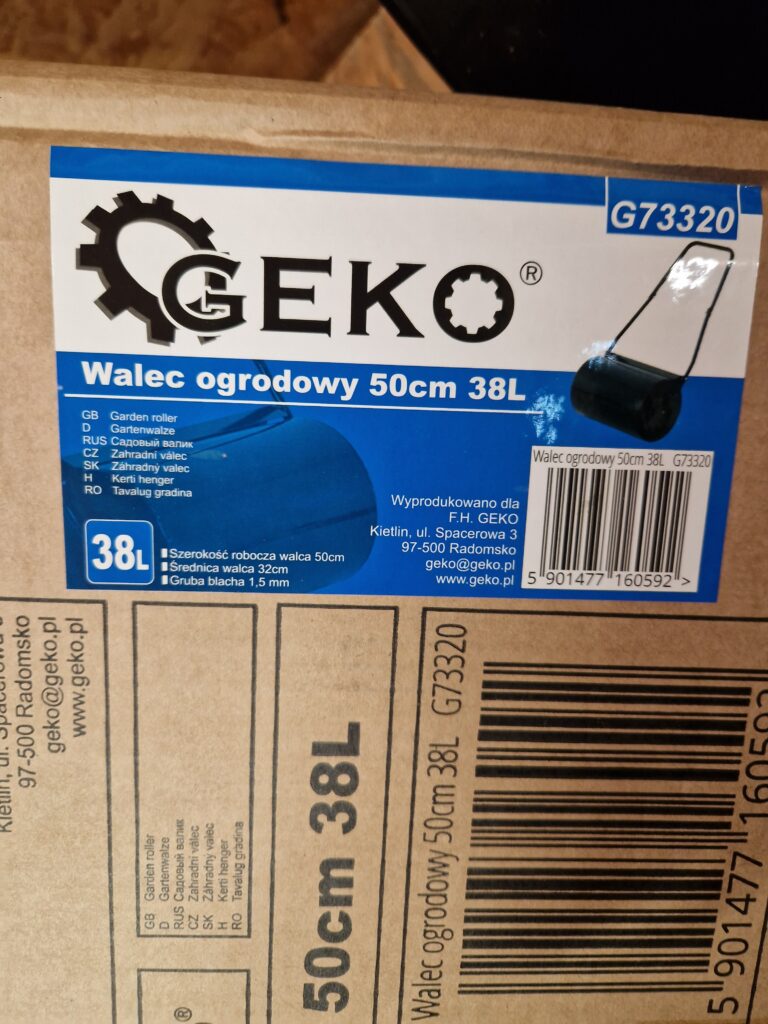 G73320
GEKO®
Walec ogrodowy 50cm 38L
GB Garden roller
D Gartenwalze
RUS Садовый валик
CZ Zahradní válec
SK Záhradný valec
H Kerti henger
RO Tavalug gradina
38L
Szerokość robocza walca 50cm
Średnica walca 32cm
Gruba blacha 1,5 mm
Wyprodukowano dla
F.H. GEKO
Kietlin, ul. Spacerowa 3
97-500 Radomsko
geko@geko.pl
www.geko.pl
Walec ogrodowy 50cm 38L G73320
5 901477 160592 >
Kietlin, ul. Spacerowa
97-500 Radomsko
geko@geko.pl
www.geko.pl
GB Garden roller
D Gartenwalze
RUS Садовый валик
CZ Zahradní válec
SK Záhradný valec
H Kerti henger
RO Tavalug gradina
®
50cm 38L
Walec ogrodowy 50cm 38L G73320
5 901477 160592